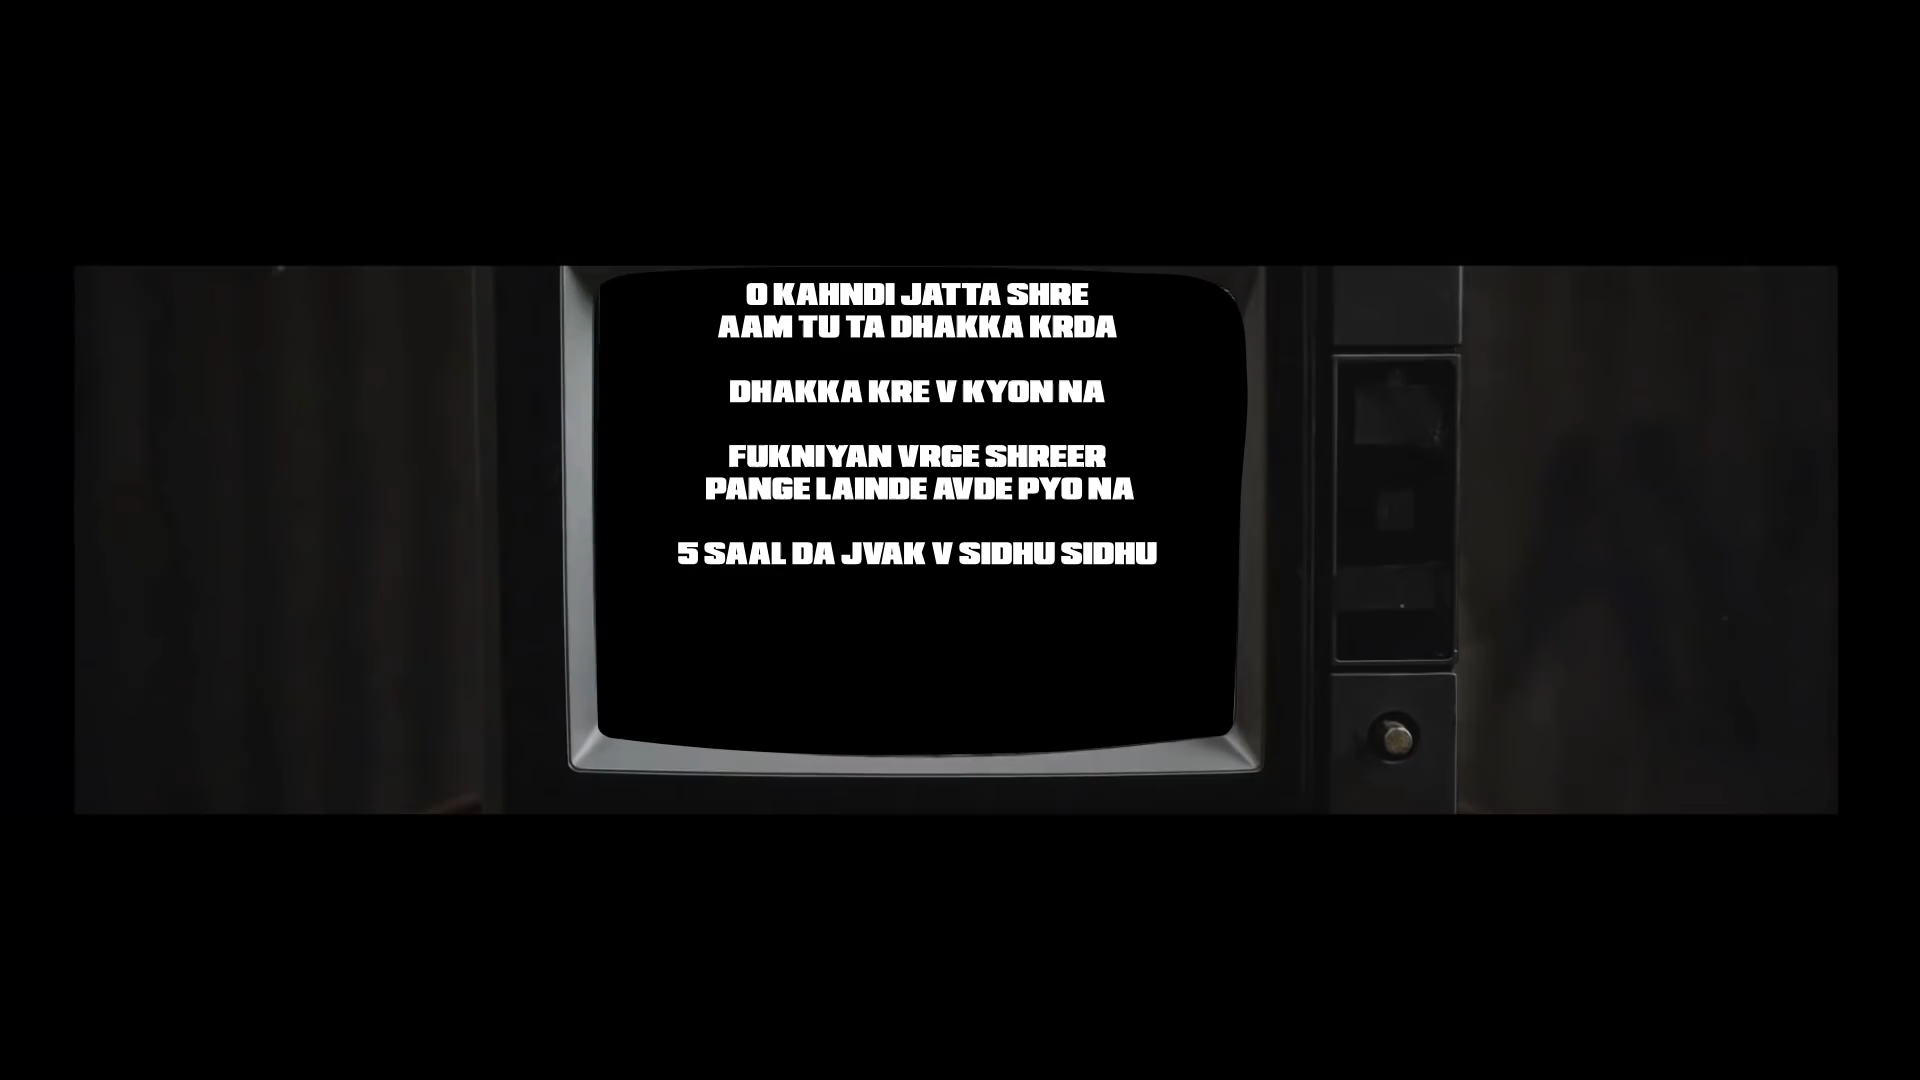 O KAHNDI JATTA SHRE
AAM TU TA DHAKKA KRDA
DHAKKA KRE V KYON NA
FUKNIYAN VRGE SHREER
PANGE LAINDE AVDE PYO NA
5 SAAL DA JVAK V SIDHU SIDHU